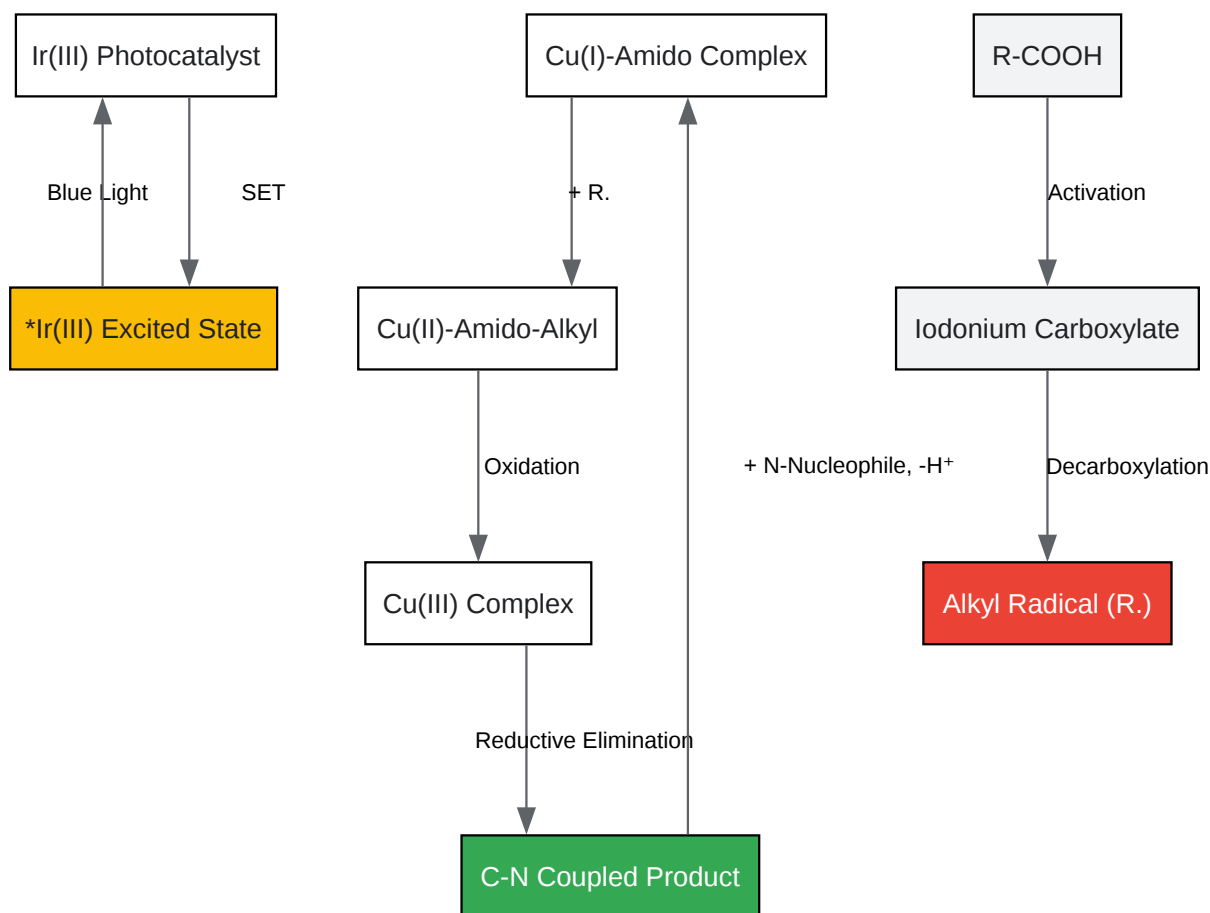 Ir(III) Photocatalyst
Cu(I)-Amido Complex
R-COOH
Blue Light
SET
+ R.
Activation
*Ir(III) Excited State
Cu(II)-Amido-Alkyl
Iodonium Carboxylate
Oxidation
+ N-Nucleophile, -H⁺
Decarboxylation
Cu(III) Complex
Alkyl Radical (R.)
Reductive Elimination
C-N Coupled Product